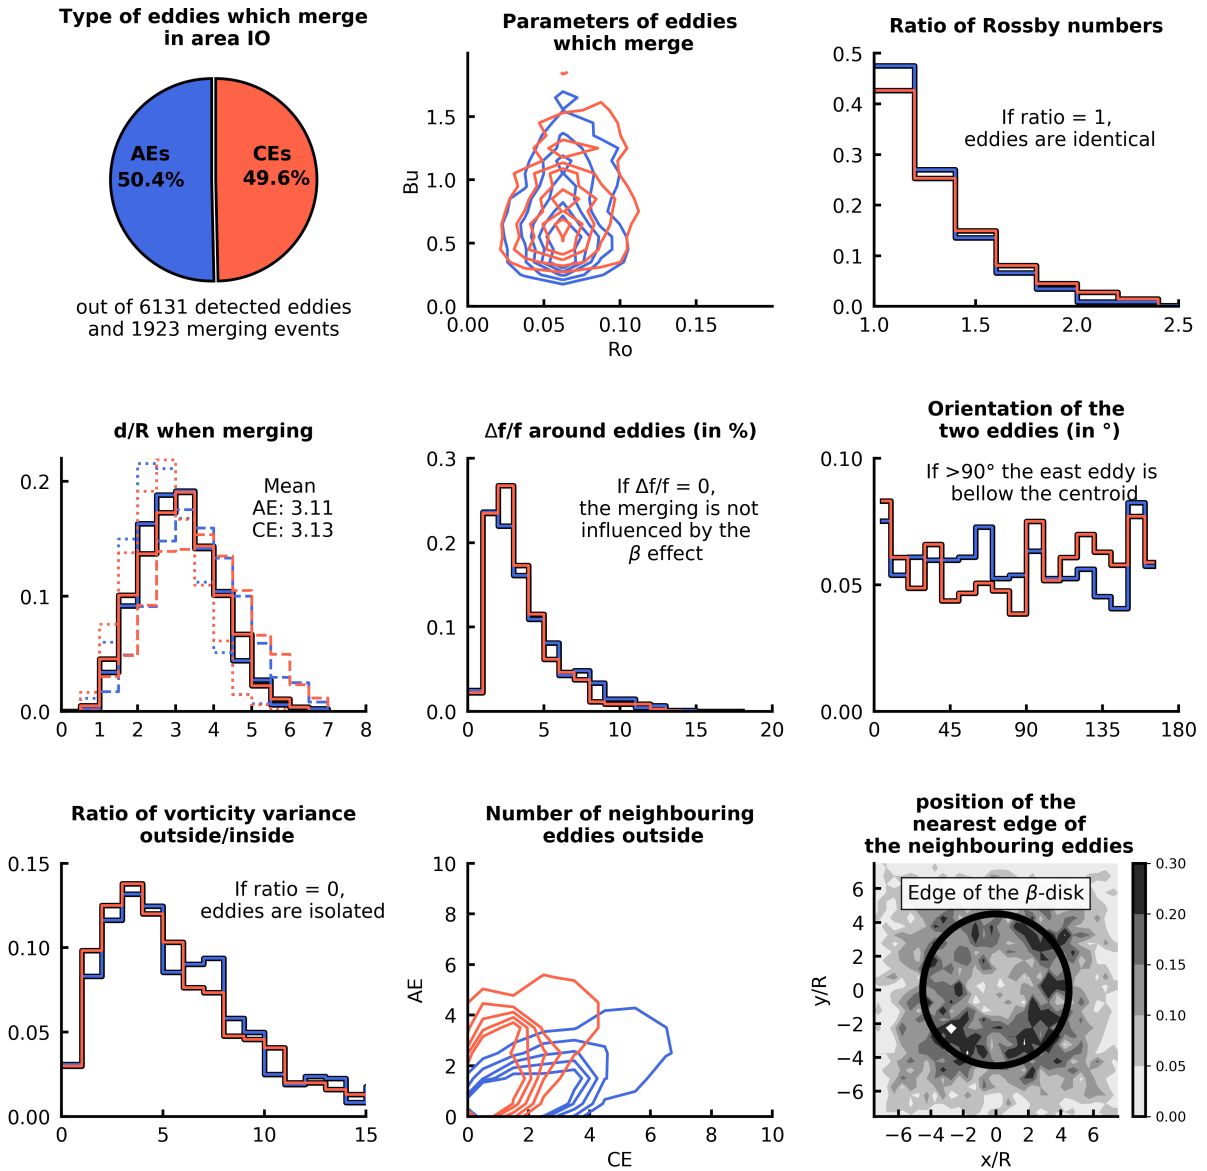 Type of eddies which merge
in area IO
AEs
50.4%
CEs
49.6%
out of 6131 detected eddies
and 1923 merging events
Parameters of eddies
which merge
Bu
1.5
1.0
0.5
0.0
0.00 0.05 0.10 0.15
Ro
Ratio of Rossby numbers
0.5
0.4
0.3
0.2
0.1
0.0
If ratio = 1,
eddies are identical
1.0 1.5 2.0 2.5
d/R when merging
0.2
0.1
0.0
Mean
AE: 3.11
CE: 3.13
0 1 2 3 4 5 6 7 8
Δf/f around eddies (in %)
0.3
0.2
0.1
0.0
If Δf/f = 0,
the merging is not
influenced by the
β effect
0 5 10 15 20
Orientation of the
two eddies (in °)
0.10
0.05
0.00
If >90° the east eddy is
bellow the centroid
0 45 90 135 180
Ratio of vorticity variance
outside/inside
0.15
0.10
0.05
0.00
If ratio = 0,
eddies are isolated
0 5 10 15
Number of neighbouring
eddies outside
AE
10
8
6
4
2
0
0 2 4 6 8 10
CE
position of the
nearest edge of
the neighbouring eddies
y/R
6
4
2
0
−2
−4
−6
Edge of the β-disk
−6 −4 −2 0 2 4 6
x/R
0.30
0.20
0.15
0.10
0.05
0.00